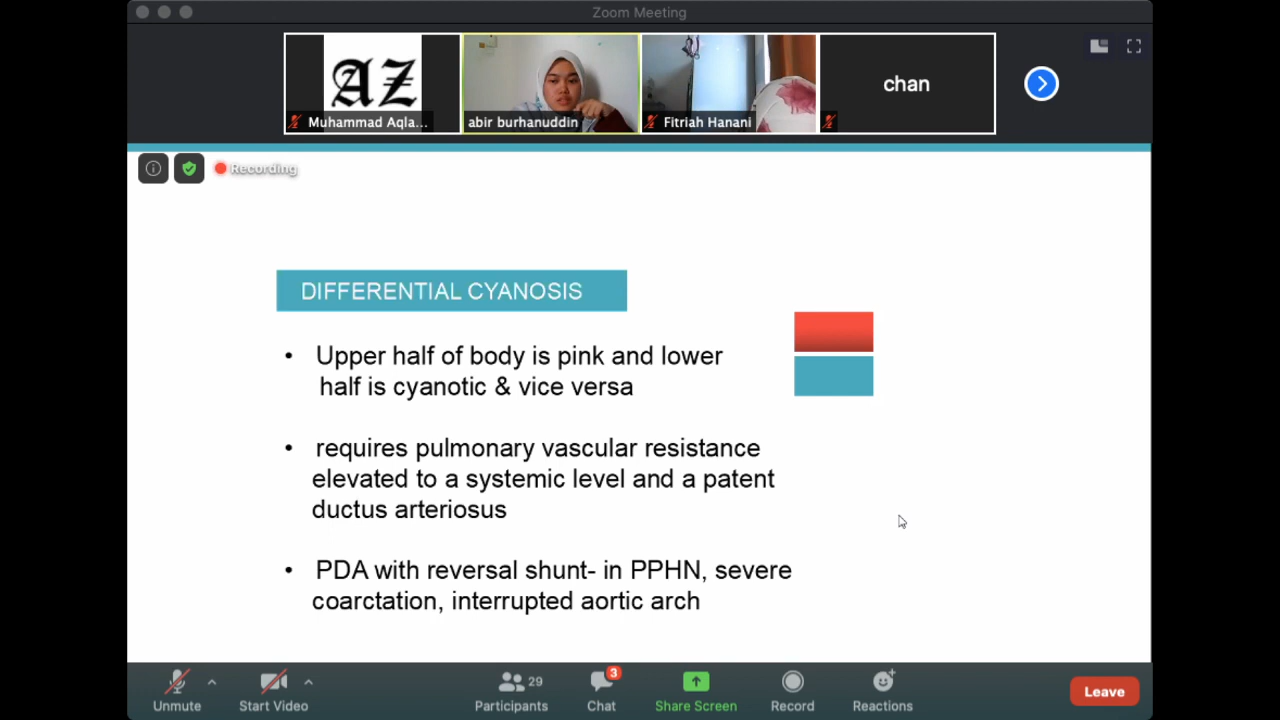 Zoom Meeting
AZ
Muhammad Aqla...
abir burhanuddin
Fitriah Hanani
chan
Recording
DIFFERENTIAL CYANOSIS
• Upper half of body is pink and lower
half is cyanotic & vice versa
• requires pulmonary vascular resistance
elevated to a systemic level and a patent
ductus arteriosus
• PDA with reversal shunt- in PPHN, severe
coarctation, interrupted aortic arch
29
3
Unmute
Start Video
Participants
Chat
Share Screen
Record
Reactions
Leave